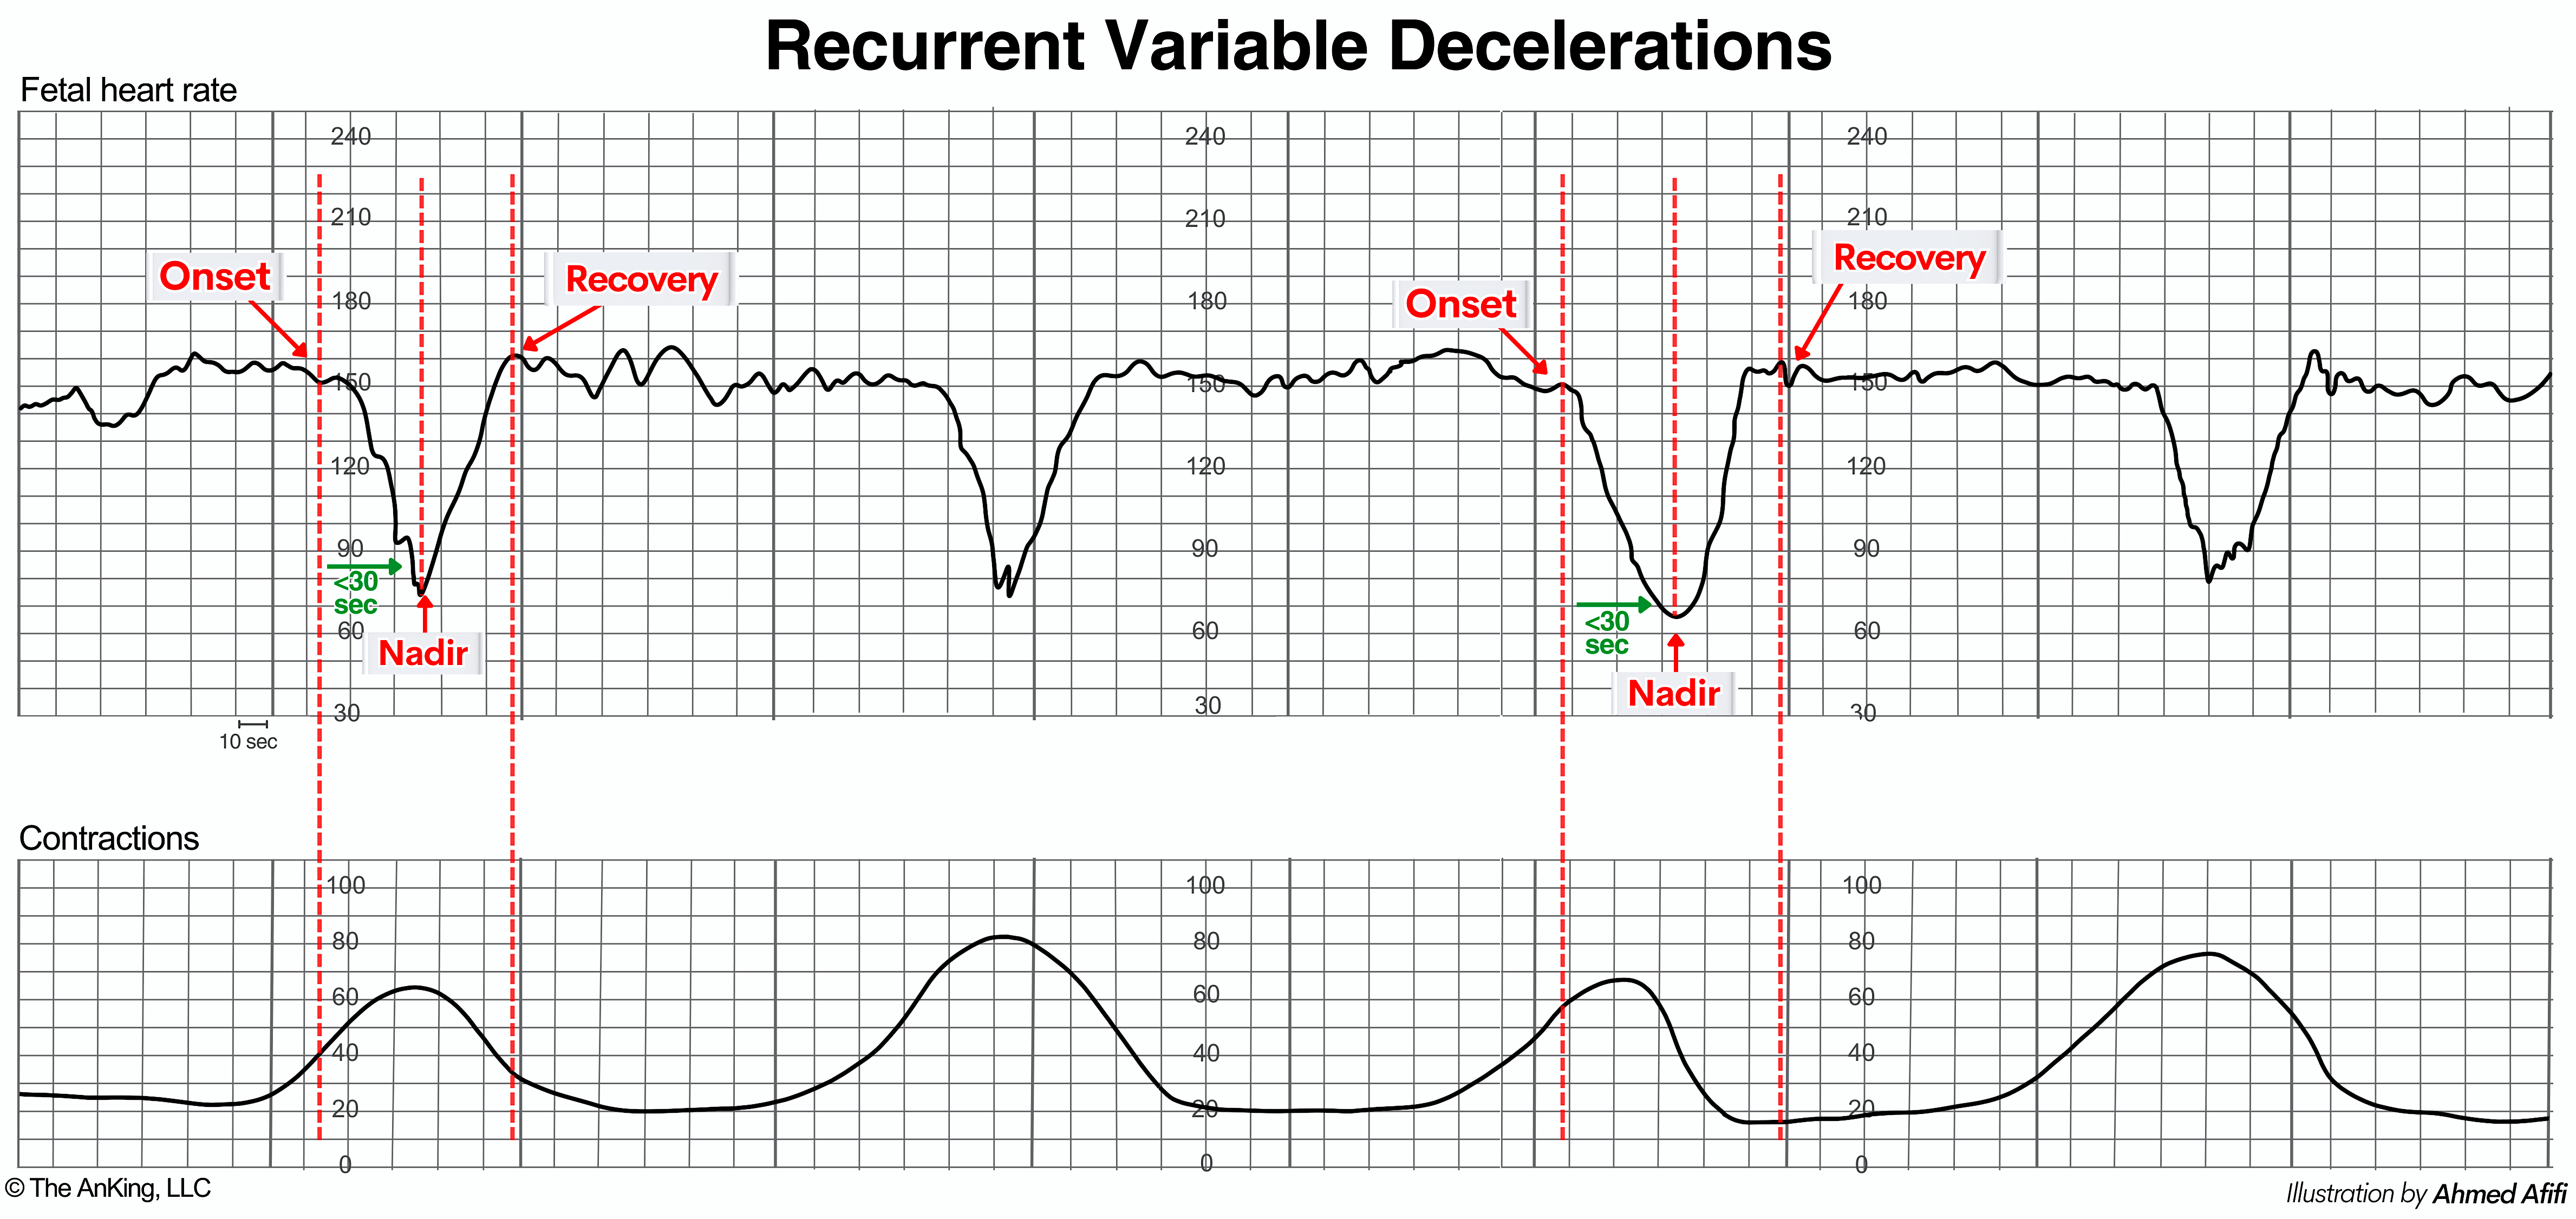 Recurrent Variable Decelerations
Fetal heart rate
240 240 240
210 210 210
Onset Recovery Onset Recovery
180 180 180
150 150 150
120 120 120
90 90 90
<30
sec
<30
sec
60 60 60
Nadir Nadir
30 30 30
10 sec
Contractions
100 100 100
80 80 80
60 60 60
40 40 40
20 20 20
0 0 0
© The AnKing, LLC
Illustration by Ahmed Afifi